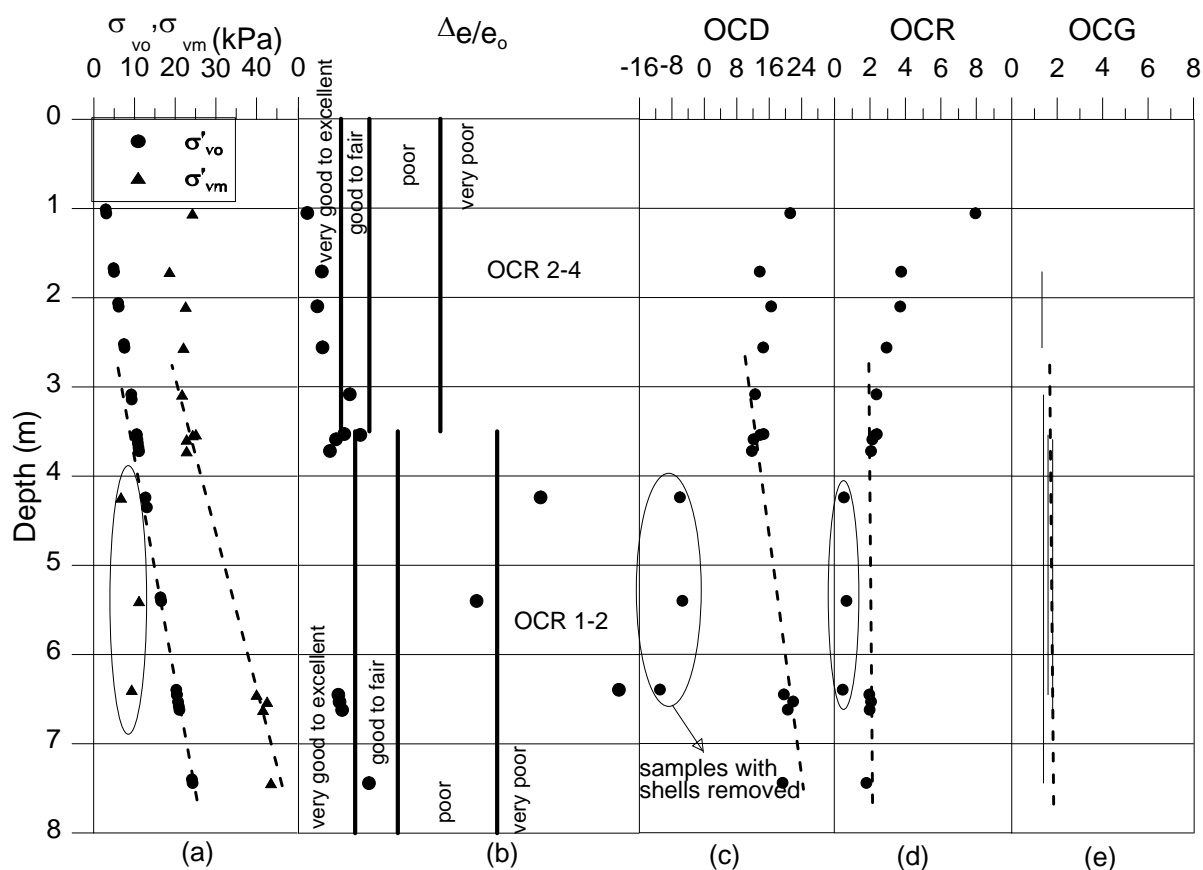 σvo,σvm (kPa)
Δe/eo
OCD
OCR
OCG
0 10 20 30 40 0
-16 -8 0 8 16 24 0 2 4 6 8 0 2 4 6 8
0
1
2
3
4
5
6
7
8
Depth (m)
σ'vo
σ'vm
very good to excellent
good to fair
poor
very poor
OCR 2-4
OCR 1-2
very good to excellent
good to fair
poor
very poor
samples with
shells removed
(a)
(b)
(c)
(d)
(e)